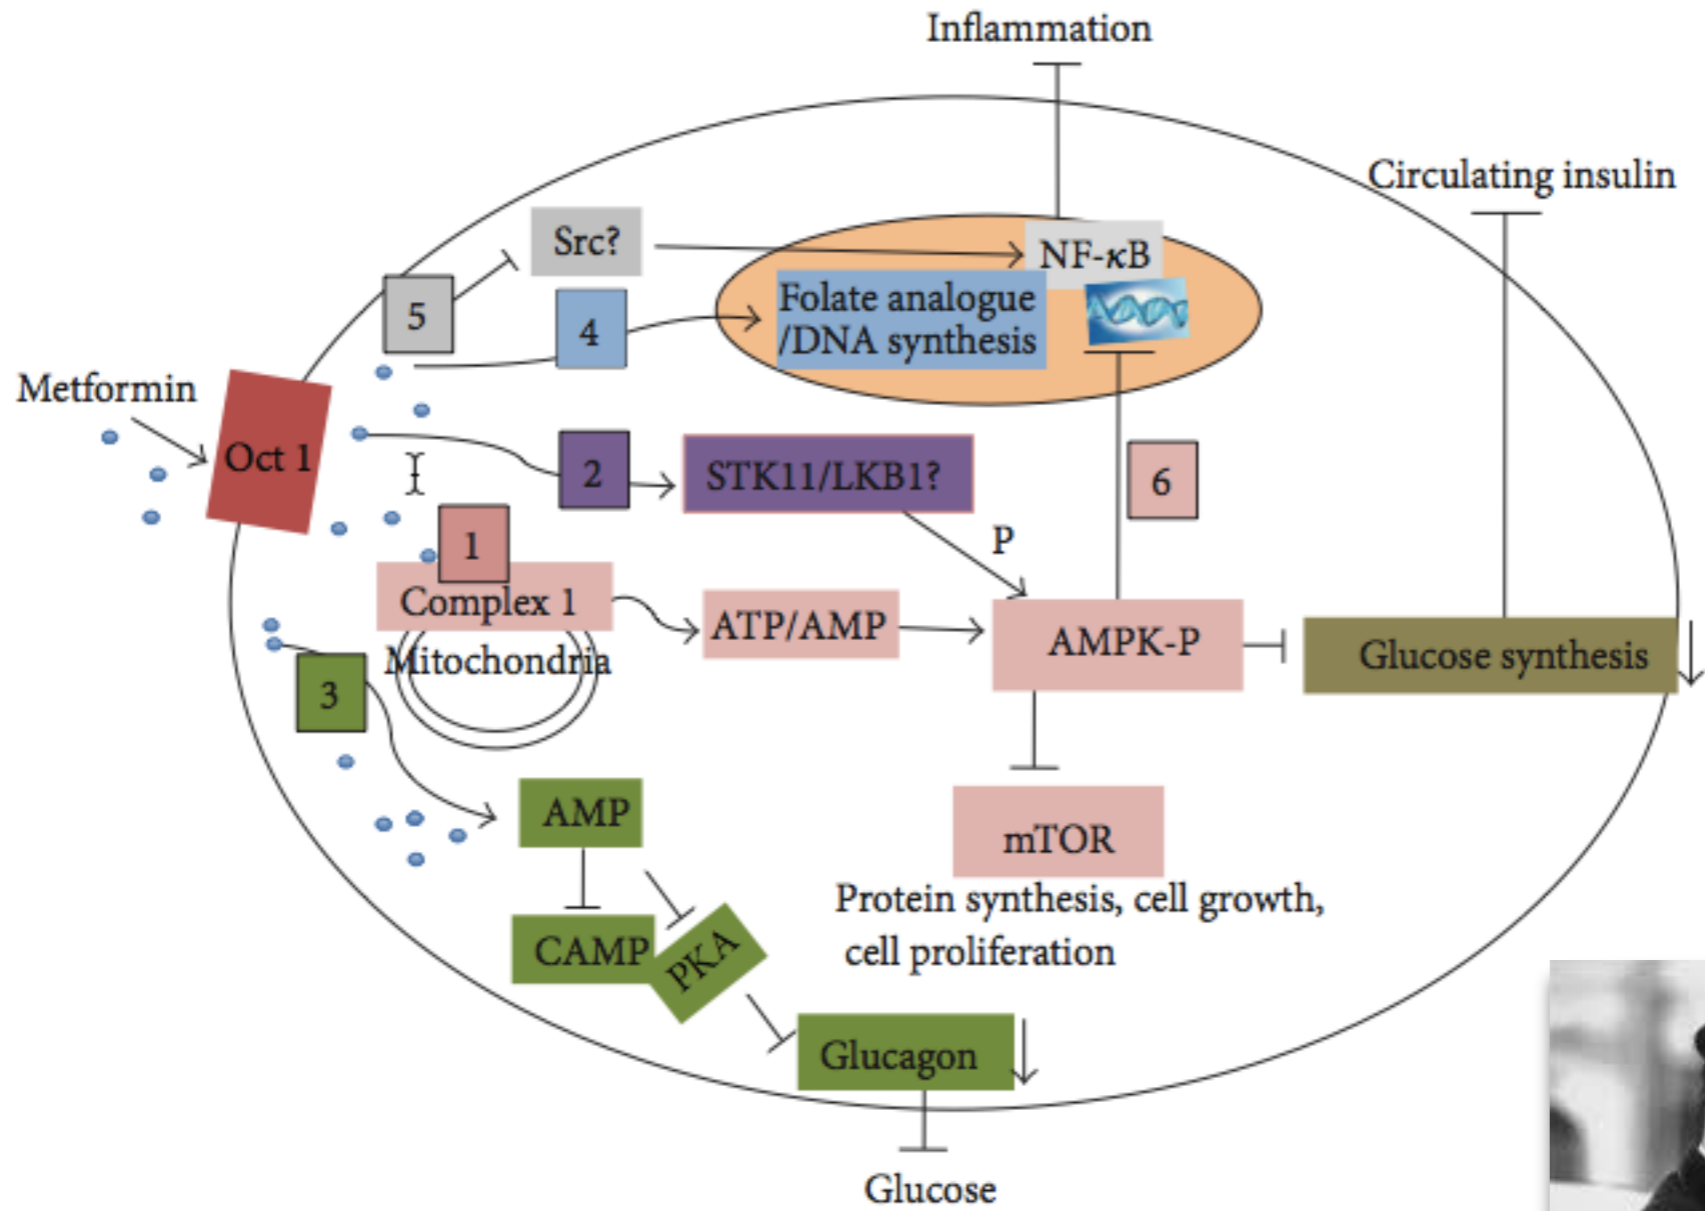 Inflammation
Circulating insulin
Src?
NF-κB
5
4
Folate analogue
/DNA synthesis
Metformin
Oct 1
2
STK11/LKB1?
6
1
P
Complex 1
ATP/AMP
AMPK-P
Glucose synthesis
Mitochondria
3
AMP
mTOR
Protein synthesis, cell growth,
cell proliferation
CAMP
PKA
Glucagon
Glucose